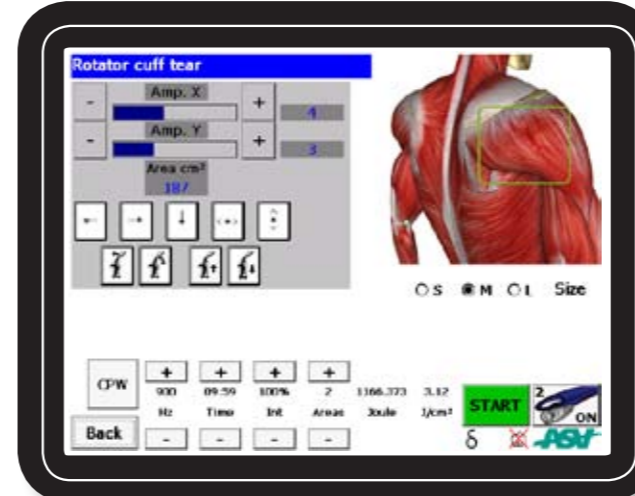 Rotator cuff tear
Amp. X
- + 4
Amp. Y
- + 3
Area cm²
187
S M L Size
CPW
+ + + +
900 09:59 100% 2 1166.373 3.12
Hz Time Int Areas Joule J/cm²
- - - -
Back
START
2
ON
δ
ASA